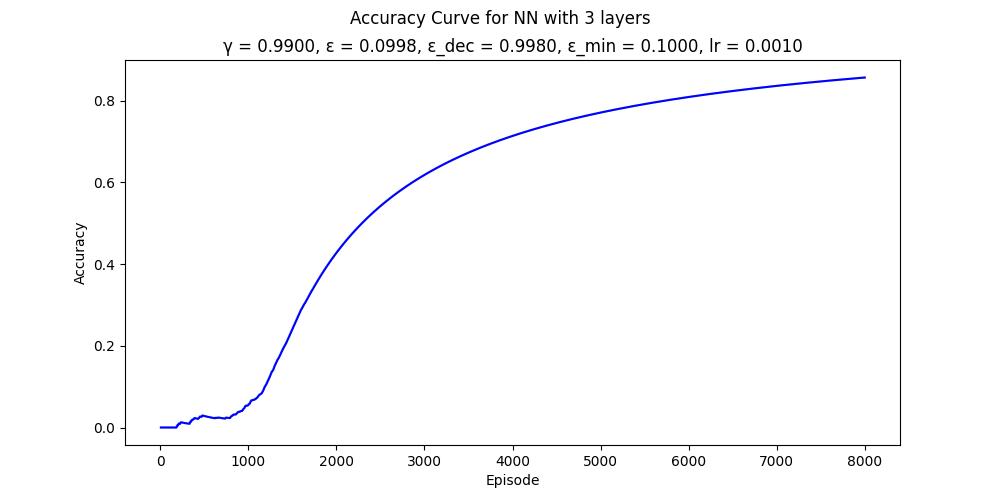 Accuracy Curve for NN with 3 layers
γ = 0.9900, ε = 0.0998, ε_dec = 0.9980, ε_min = 0.1000, lr = 0.0010
0.8
0.6
0.4
0.2
0.0
Accuracy
0 1000 2000 3000 4000 5000 6000 7000 8000
Episode